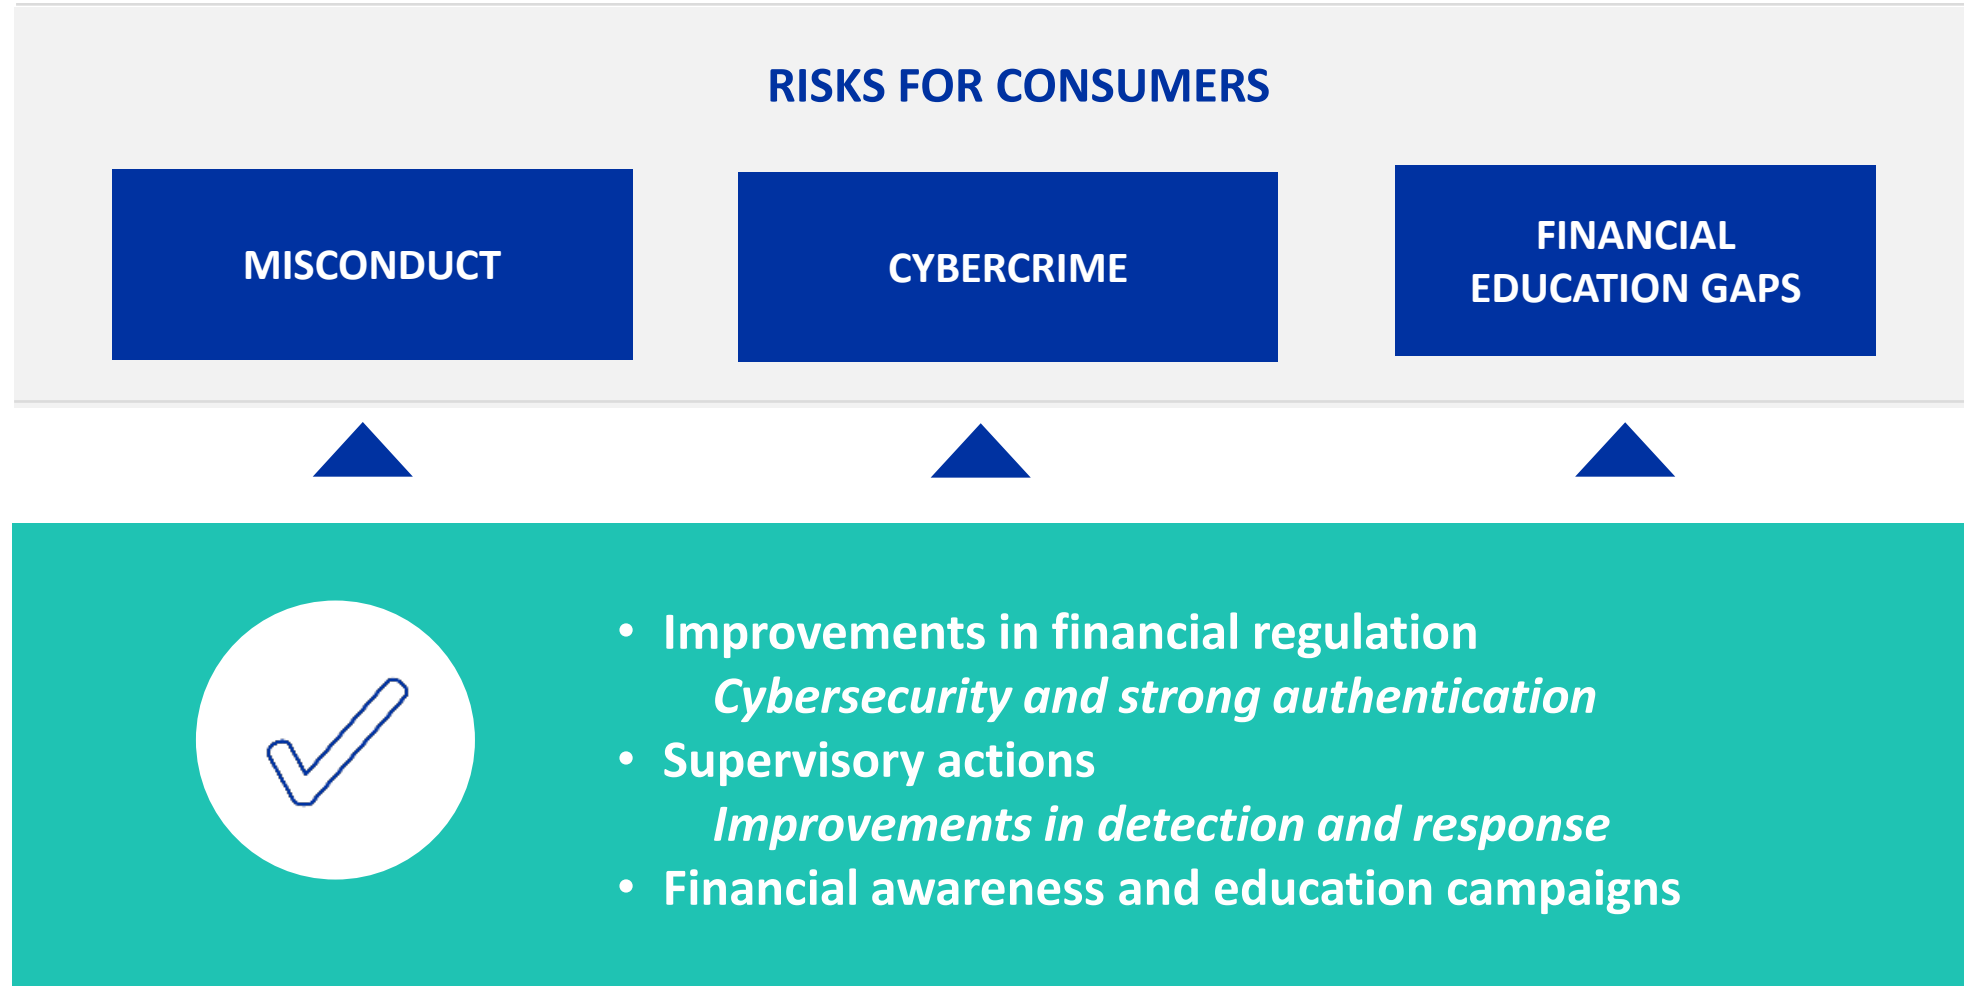 RISKS FOR CONSUMERS
MISCONDUCT
CYBERCRIME
FINANCIAL
EDUCATION GAPS
• Improvements in financial regulation
Cybersecurity and strong authentication
• Supervisory actions
Improvements in detection and response
• Financial awareness and education campaigns